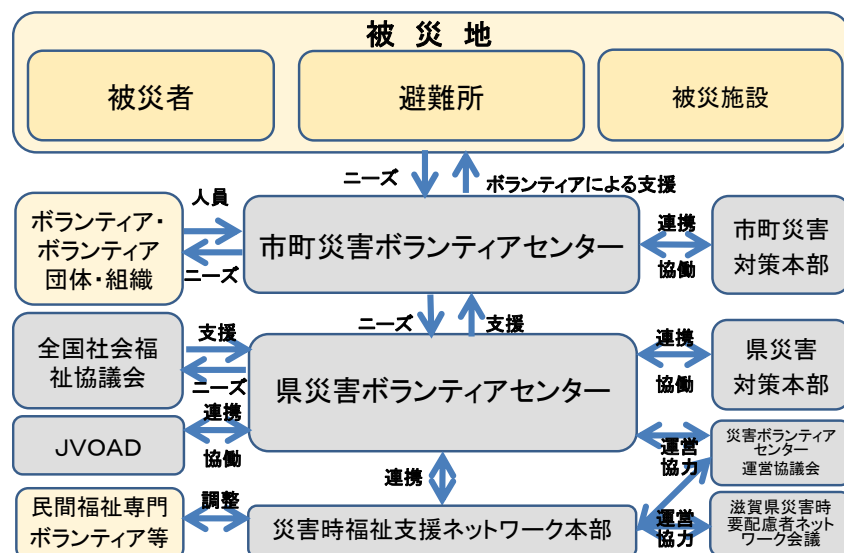 被 災 地
被災者
避難所
被災施設
ニーズ
ボランティアによる支援
ボランティア・
ボランティア
団体・組織
人員
ニーズ
市町災害ボランティアセンター
連携
協働
市町災害
対策本部
ニーズ
支援
全国社会福
祉協議会
支援
ニーズ
県災害ボランティアセンター
連携
協働
県災害
対策本部
JVOAD
連携
協働
運営
協力
災害ボランティア
センター
運営協議会
連携
民間福祉専門
ボランティア等
調整
災害時福祉支援ネットワーク本部
運営
協力
滋賀県災害時
要配慮者ネット
ワーク会議